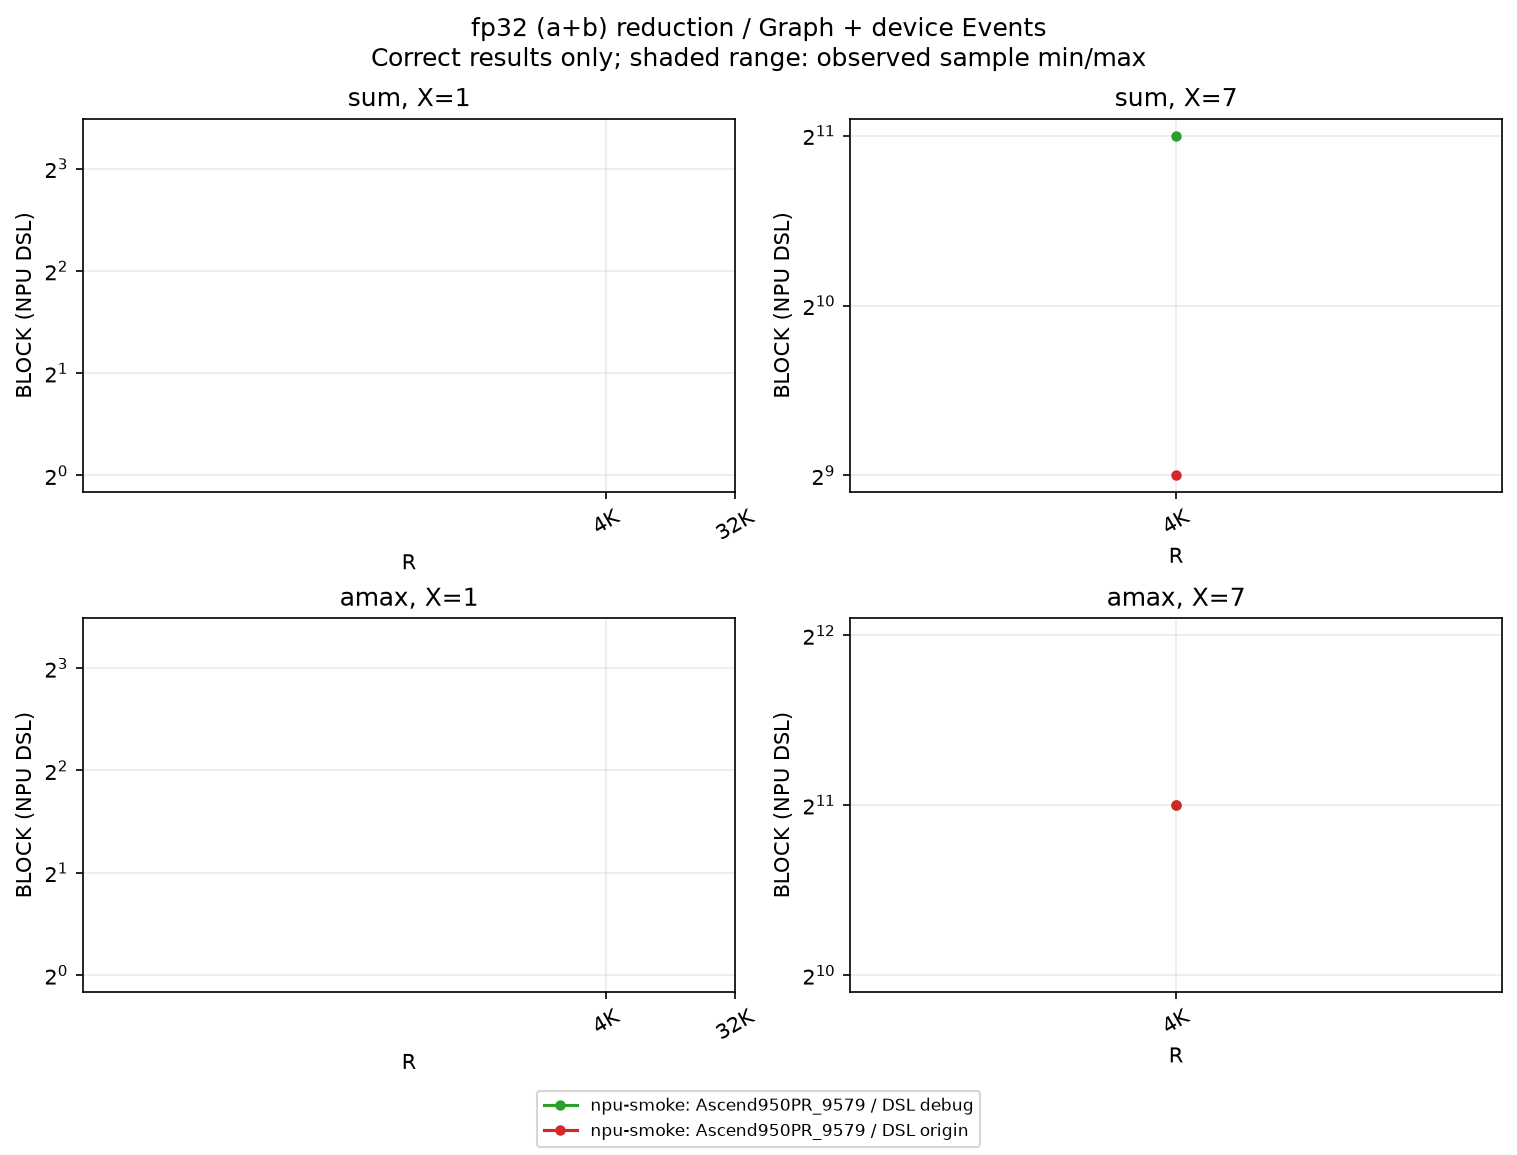 fp32 (a+b) reduction / Graph + device Events
Correct results only; shaded range: observed sample min/max
sum, X=1
BLOCK (NPU DSL)
2^3
2^2
2^1
2^0
4K
32K
R
sum, X=7
BLOCK (NPU DSL)
2^11
2^10
2^9
4K
R
amax, X=1
BLOCK (NPU DSL)
2^3
2^2
2^1
2^0
4K
32K
R
amax, X=7
BLOCK (NPU DSL)
2^12
2^11
2^10
4K
R
npu-smoke: Ascend950PR_9579 / DSL debug
npu-smoke: Ascend950PR_9579 / DSL origin